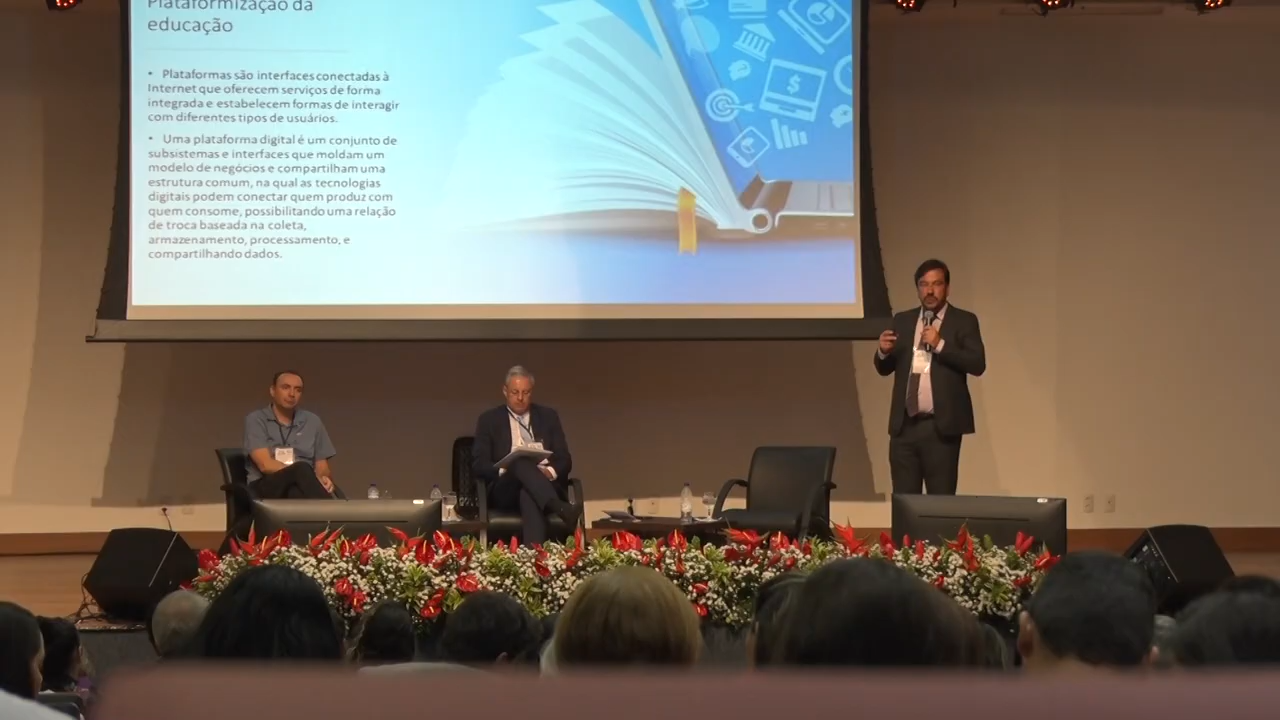 Plataformização da
educação
• Plataformas são interfaces conectadas à
Internet que oferecem serviços de forma
integrada e estabelecem formas de interagir
com diferentes tipos de usuários.
• Uma plataforma digital é um conjunto de
subsistemas e interfaces que moldam um
modelo de negócios e compartilham uma
estrutura comum, na qual as tecnologias
digitais podem conectar quem produz com
quem consome, possibilitando uma relação
de troca baseada na coleta,
armazenamento, processamento, e
compartilhando dados.